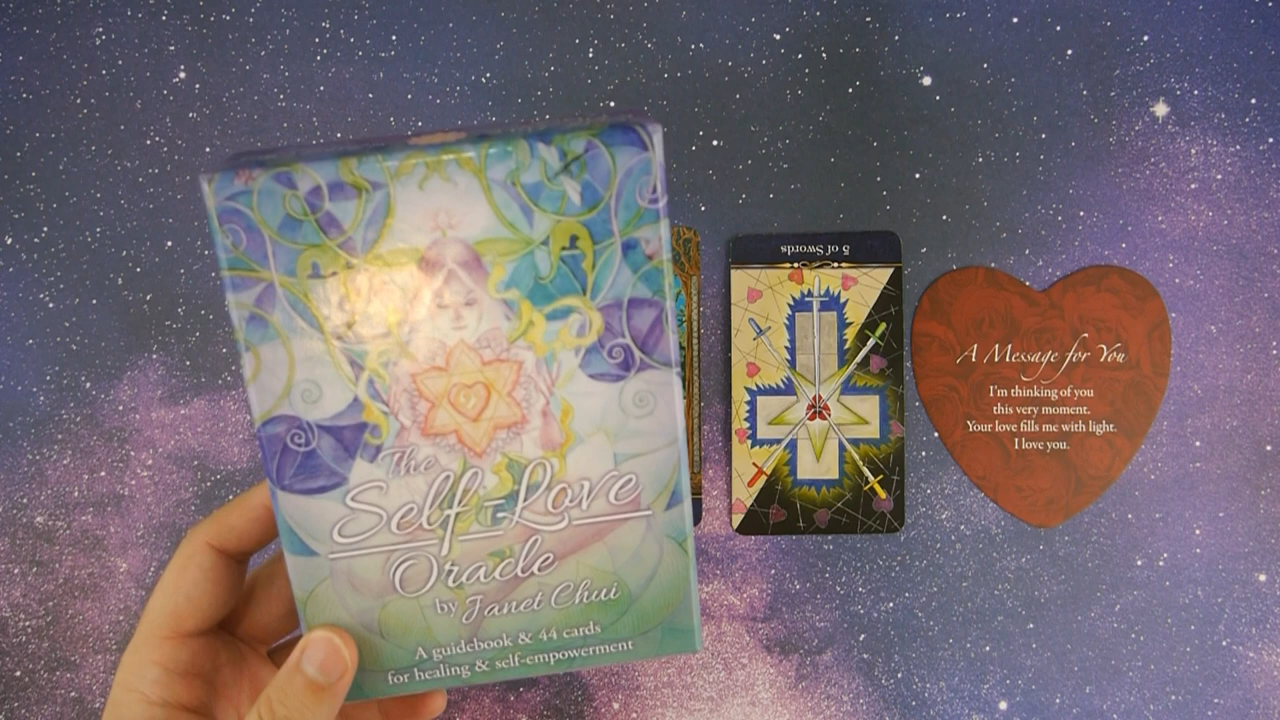 The
Self-Love
Oracle
by Janet Chui
A guidebook & 44 cards
for healing & self-empowerment
5 of Swords
A Message for You
I'm thinking of you
this very moment.
Your love fills me with light.
I love you.